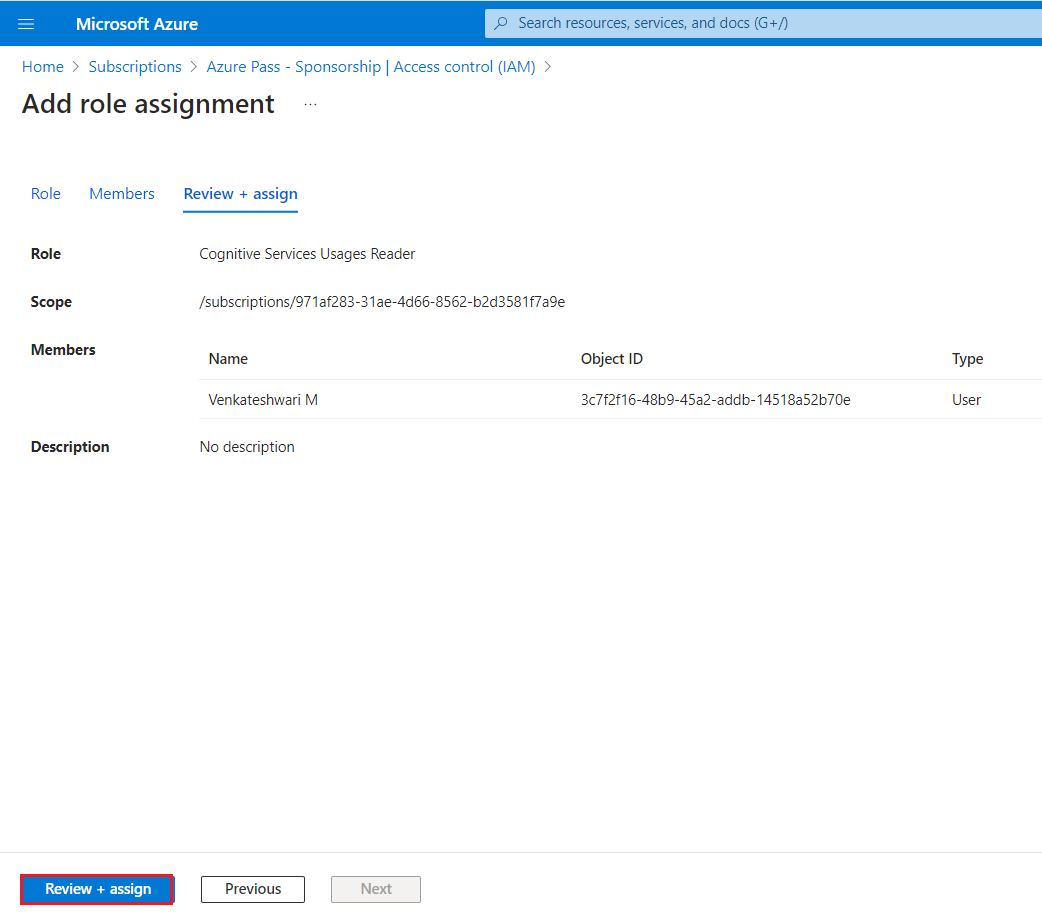 Microsoft Azure
Search resources, services, and docs (G+/)
Home > Subscriptions > Azure Pass - Sponsorship | Access control (IAM) >
Add role assignment ...
Role Members Review + assign
Role Cognitive Services Usages Reader
Scope /subscriptions/971af283-31ae-4d66-8562-b2d3581f7a9e
Members
Name Object ID Type
Venkateshwari M 3c7f2f16-48b9-45a2-addb-14518a52b70e User
Description No description
Review + assign Previous Next